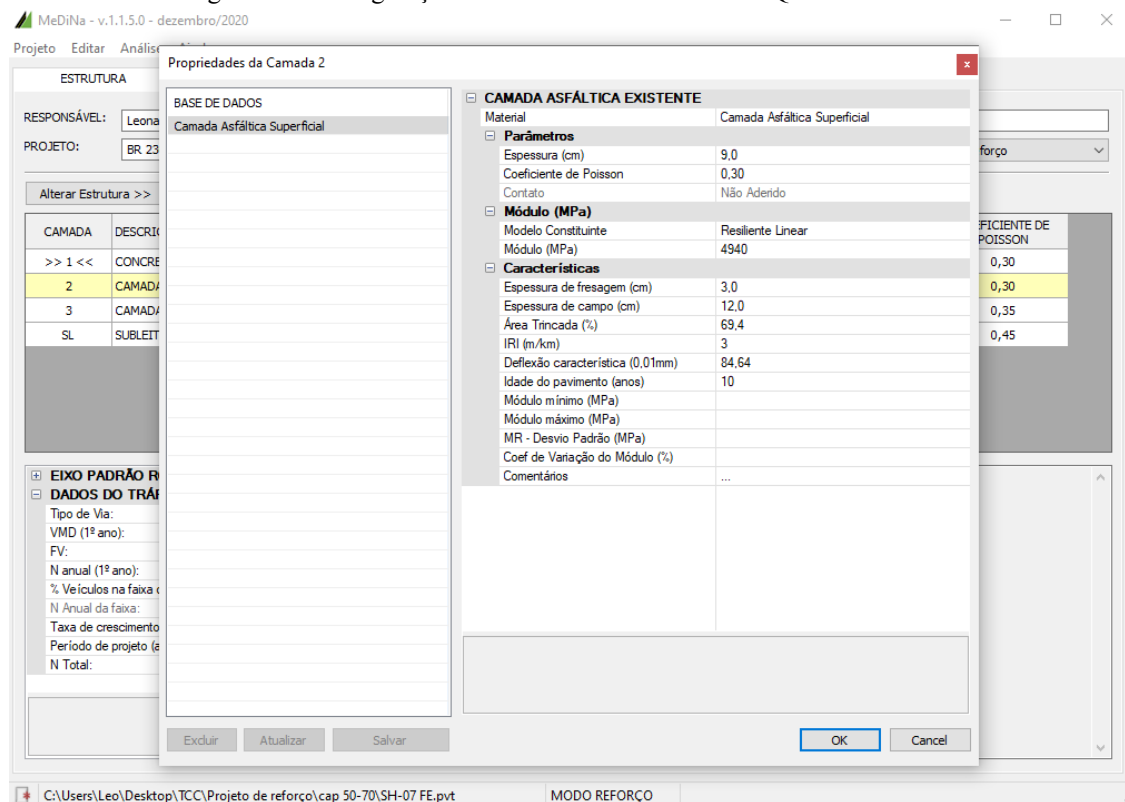 MeDiNa - v.1.1.5.0 - dezembro/2020
Projeto Editar Análise
ESTRUTURA
RESPONSÁVEL: Leona
PROJETO: BR 23 forço
Alterar Estrutura >>
CAMADA DESCRIÇ FICIENTE DE POISSON
>> 1 << CONCRE 0,30
2 CAMADA 0,30
3 CAMADA 0,35
SL SUBLEIT 0,45
EIXO PADRÃO R
DADOS DO TRÁF
Tipo de Via:
VMD (1º ano):
FV:
N anual (1º ano):
% Veículos na faixa
N Anual da faixa:
Taxa de crescimento
Período de projeto (a
N Total:
Propriedades da Camada 2
x
BASE DE DADOS
Camada Asfáltica Superficial
CAMADA ASFÁLTICA EXISTENTE
Material Camada Asfáltica Superficial
Parâmetros
Espessura (cm) 9,0
Coeficiente de Poisson 0,30
Contato Não Aderido
Módulo (MPa)
Modelo Constituinte Resiliente Linear
Módulo (MPa) 4940
Características
Espessura de fresagem (cm) 3,0
Espessura de campo (cm) 12,0
Área Trincada (%) 69,4
IRI (m/km) 3
Deflexão característica (0,01mm) 84,64
Idade do pavimento (anos) 10
Módulo mínimo (MPa)
Módulo máximo (MPa)
MR - Desvio Padrão (MPa)
Coef de Variação do Módulo (%)
Comentários ...
Excluir Atualizar Salvar OK Cancel
C:\Users\Leo\Desktop\TCC\Projeto de reforço\cap 50-70\SH-07 FE.pvt MODO REFORÇO